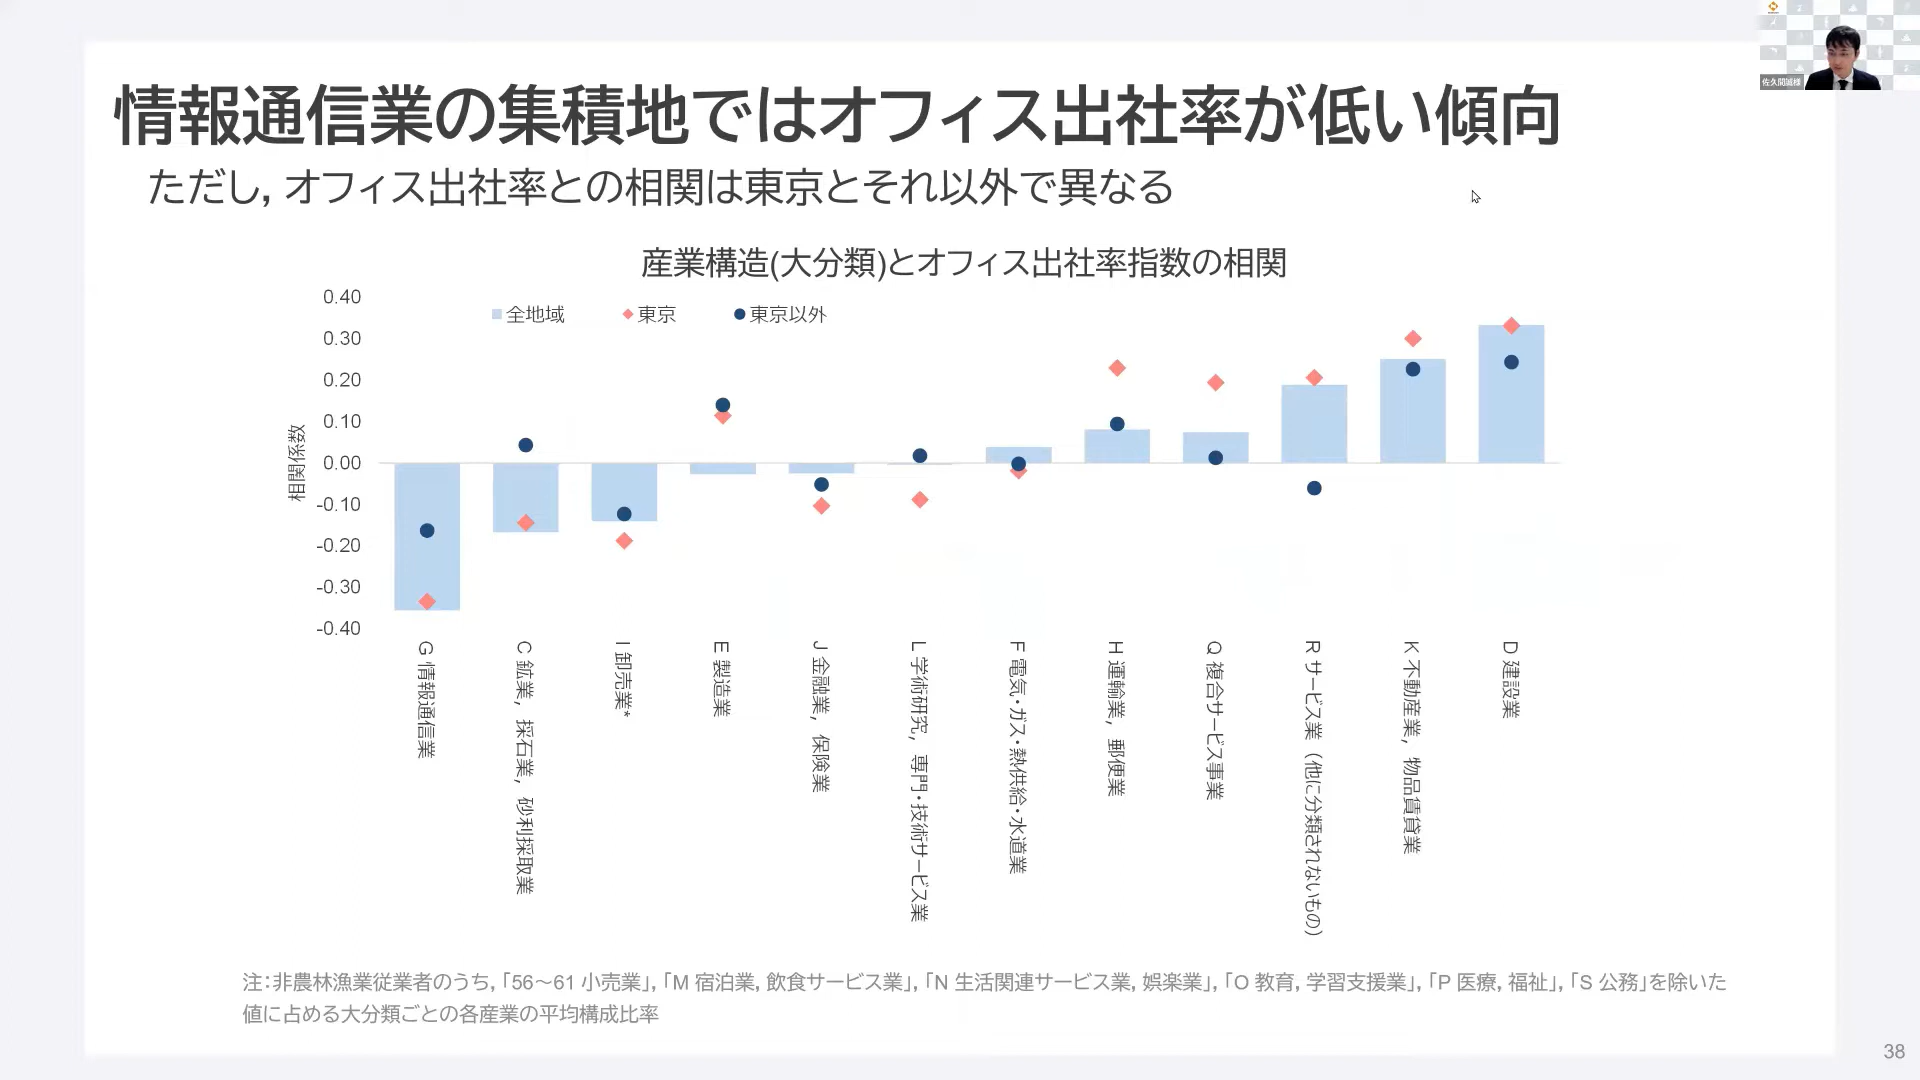 佐久間誠様
情報通信業の集積地ではオフィス出社率が低い傾向
ただし, オフィス出社率との相関は東京とそれ以外で異なる
産業構造(大分類)とオフィス出社率指数の相関
全地域 東京 東京以外
相関係数
0.40
0.30
0.20
0.10
0.00
-0.10
-0.20
-0.30
-0.40
G 情報通信業
C 鉱業, 採石業, 砂利採取業
I 卸売業*
E 製造業
J 金融業, 保険業
L 学術研究, 専門・技術サービス業
F 電気・ガス・熱供給・水道業
H 運輸業, 郵便業
Q 複合サービス事業
R サービス業（他に分類されないもの）
K 不動産業, 物品賃貸業
D 建設業
注：非農林漁業従業者のうち,「56～61 小売業」,「M 宿泊業, 飲食サービス業」,「N 生活関連サービス業, 娯楽業」,「O 教育, 学習支援業」,「P 医療, 福祉」,「S 公務」を除いた
値に占める大分類ごとの各産業の平均構成比率
38